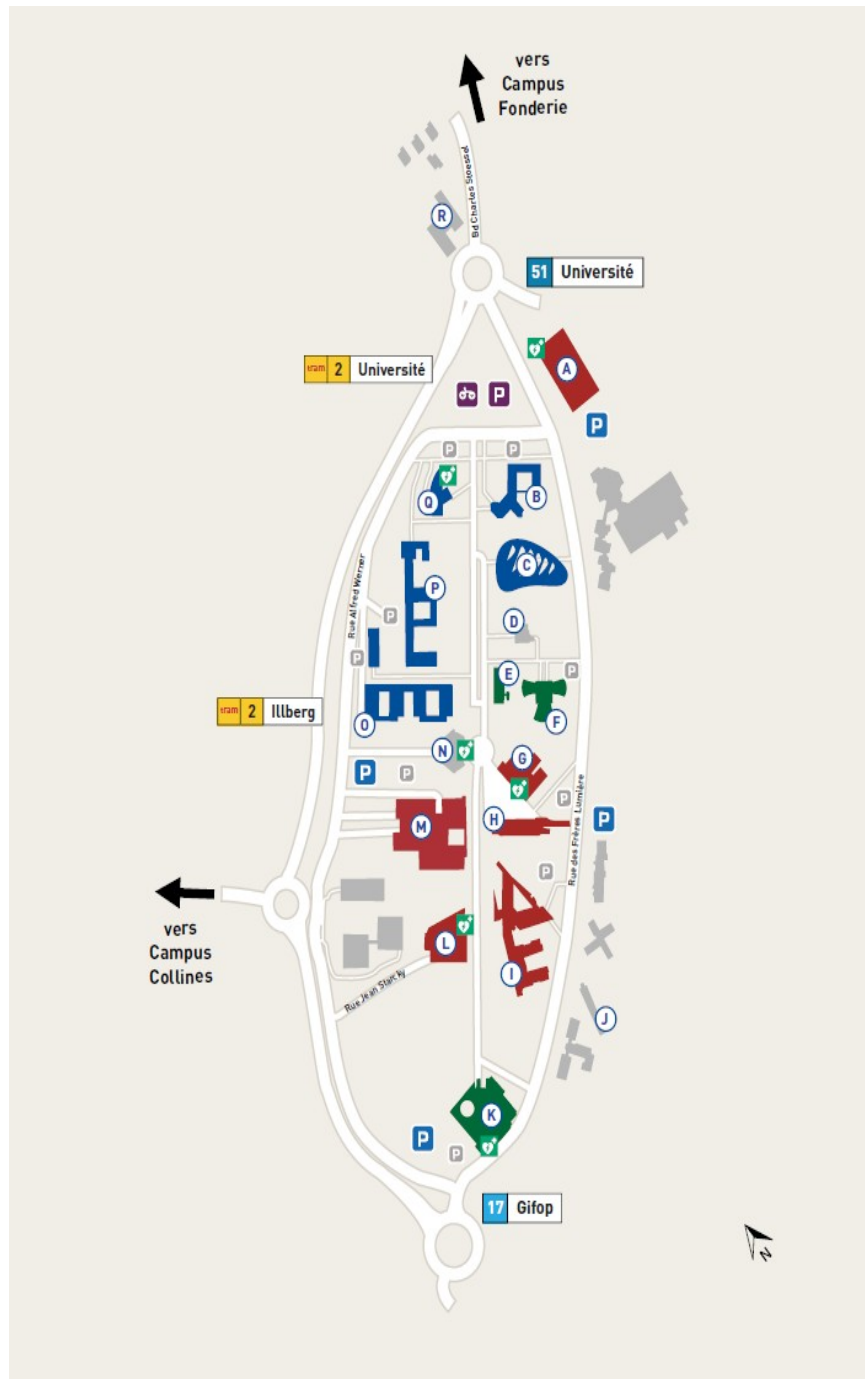 vers
Campus
Fonderie
Bd Charles Stoessel
R
51 Université
tram 2 Université
A
P
P
P
P
Q
B
C
Rue Alfred Werner
P
P
D
P
E
P
F
tram 2 Illberg
O
N
G
P
P
P
H
M
P
Rue des Frères Lumière
P
vers
Campus
Collines
L
I
Rue Jean Starcky
J
K
P
P
17 Gifop
N